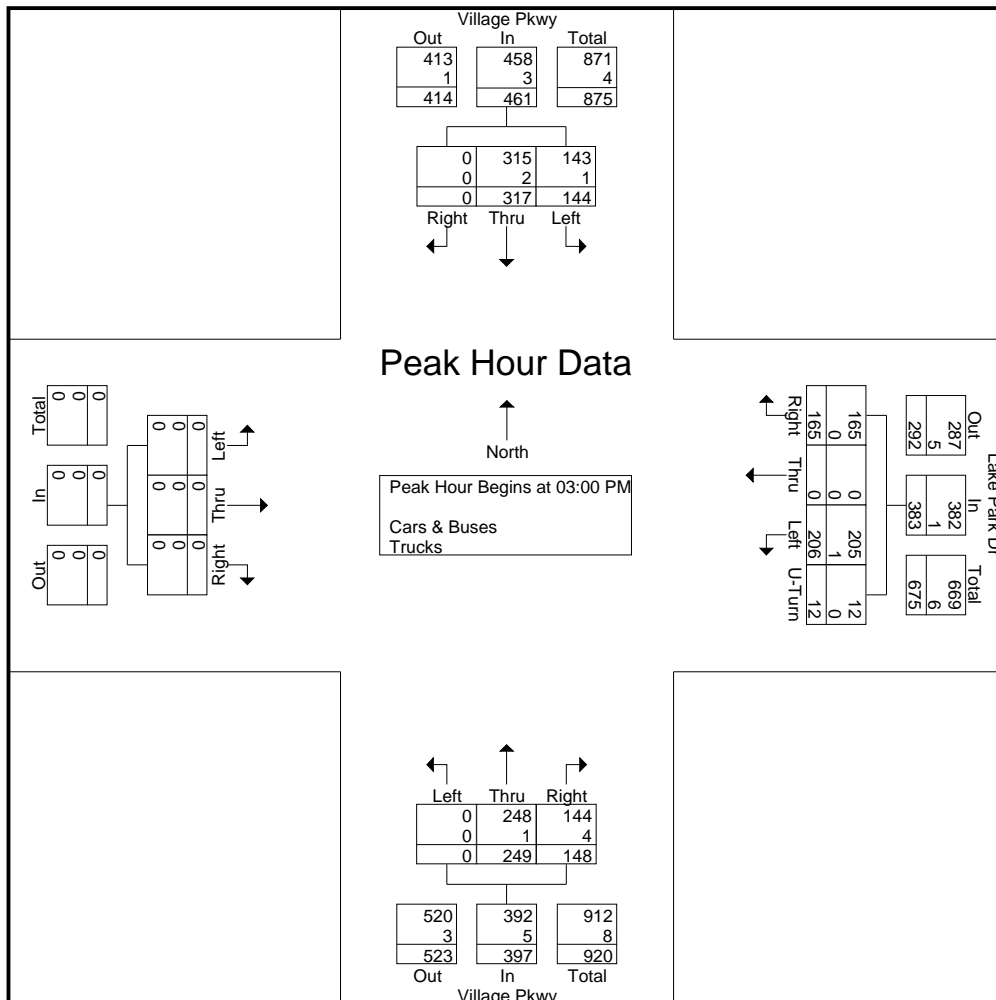 Village Pkwy
Out In Total
413 458 871
1 3 4
414 461 875
0 315 143
0 2 1
0 317 144
Right Thru Left
Peak Hour Data
North
Peak Hour Begins at 03:00 PM
Cars & Buses
Trucks
Total
0 0 0
In
0 0 0
Out
0 0 0
Left
0 0 0
Thru
0 0 0
Right
0 0 0
Right
165 0 165
Thru
0 0 0
Left
206 1 205
U-Turn
12 0 12
Out
292 5 287
In
383 1 382
Total
675 6 669
Lake Park Dr
Left Thru Right
0 248 144
0 1 4
0 249 148
520 392 912
3 5 8
523 397 920
Out In Total
Village Pkwy